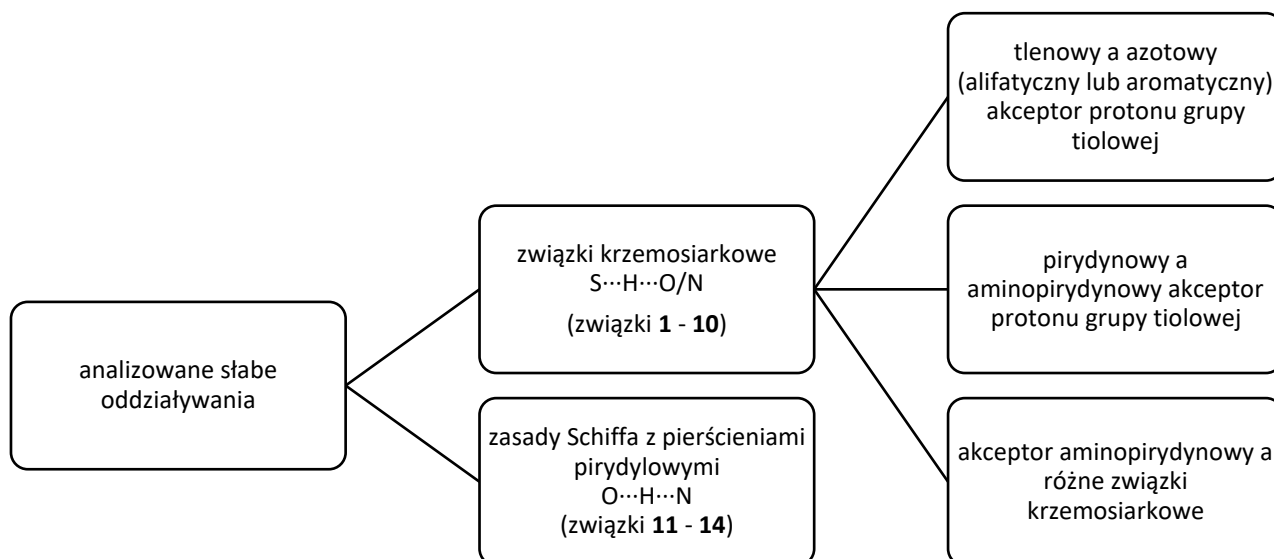 analizowane słabe
oddziaływania
związki krzemosiarkowe
S···H···O/N
(związki 1 - 10)
zasady Schiffa z pierścieniami
pirydylowymi
O···H···N
(związki 11 - 14)
tlenowy a azotowy
(alifatyczny lub aromatyczny)
akceptor protonu grupy
tiolowej
pirydynowy a
aminopirydynowy akceptor
protonu grupy tiolowej
akceptor aminopirydynowy a
różne związki
krzemosiarkowe